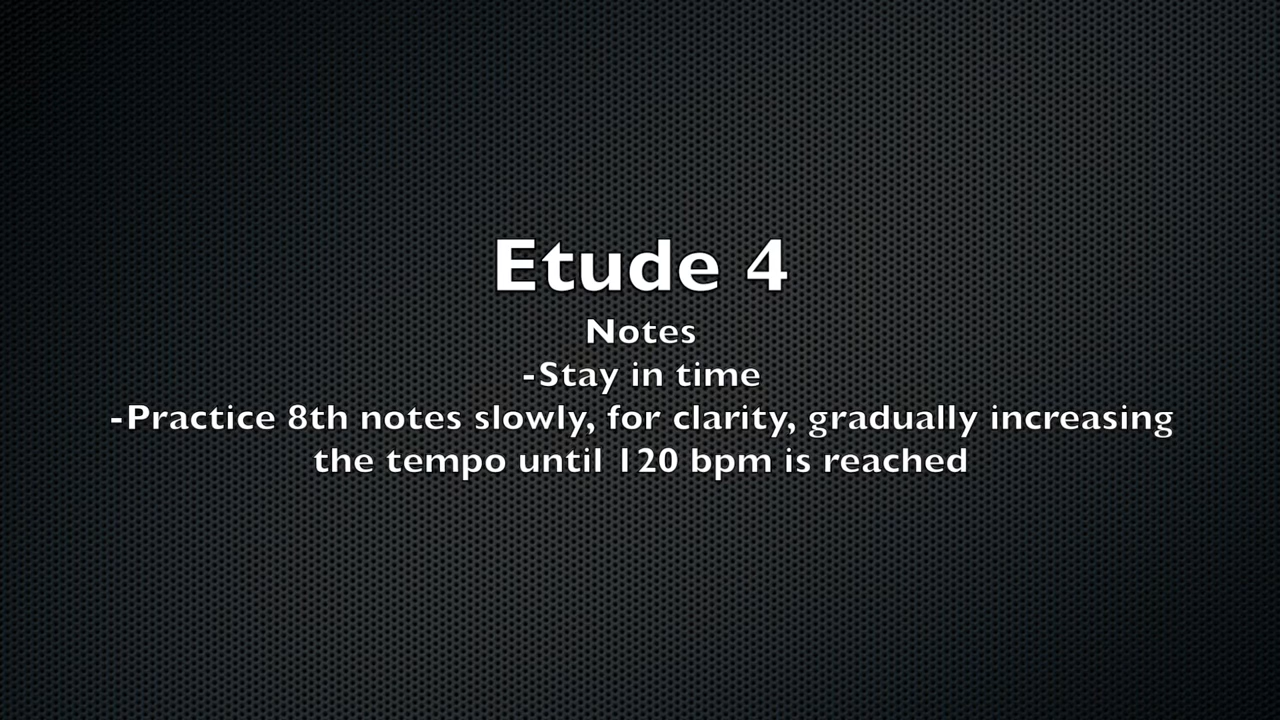 Etude 4
Notes
-Stay in time
-Practice 8th notes slowly, for clarity, gradually increasing
the tempo until 120 bpm is reached